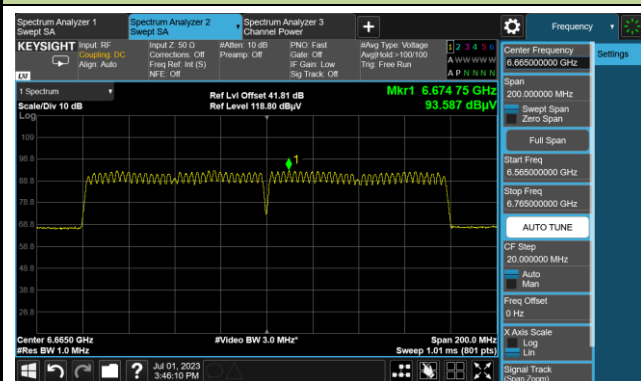 Spectrum Analyzer 1
Swept SA
Spectrum Analyzer 2
Swept SA
Spectrum Analyzer 3
Channel Power
+
Frequency
KEYSIGHT
Input: RF
Coupling: DC
Align: Auto
Input Z: 50 Ω
Corrections: Off
Freq Ref: Int (S)
NFE: Off
#Atten: 10 dB
Preamp: Off
PNO: Fast
Gate: Off
IF Gain: Low
Sig Track: Off
#Avg Type: Voltage
Avg|Hold:>100/100
Trig: Free Run
1 2 3 4 5 6
A W W W W W
A P N N N N
LXI
1 Spectrum
Scale/Div 10 dB
Log
Ref Lvl Offset 41.81 dB
Ref Level 118.80 dBµV
Mkr1 6.674 75 GHz
93.587 dBµV
109
98.8
88.8
78.8
68.8
58.8
48.8
38.8
28.8
1
Center 6.6650 GHz
#Res BW 1.0 MHz
#Video BW 3.0 MHz*
Span 200.0 MHz
Sweep 1.01 ms (801 pts)
Center Frequency
6.665000000 GHz
Settings
Span
200.000000 MHz
Swept Span
Zero Span
Full Span
Start Freq
6.565000000 GHz
Stop Freq
6.765000000 GHz
AUTO TUNE
CF Step
20.000000 MHz
Auto
Man
Freq Offset
0 Hz
X Axis Scale
Log
Lin
Signal Track
(Span Zoom)
?
Jul 01, 2023
3:46:10 PM